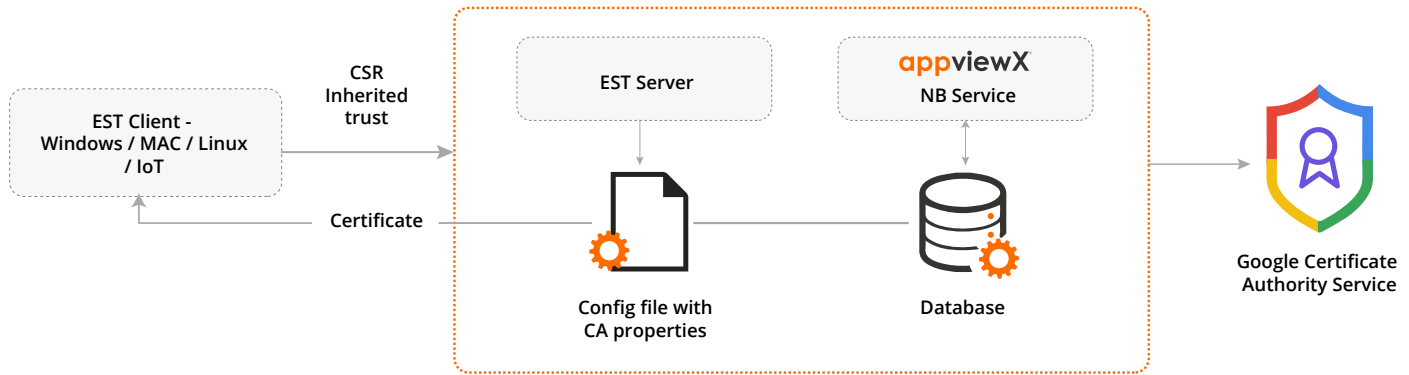 EST Client -
Windows / MAC / Linux
/ IoT
CSR
Inherited
trust
Certificate
EST Server
Config file with
CA properties
appviewX
NB Service
Database
Google Certificate
Authority Service